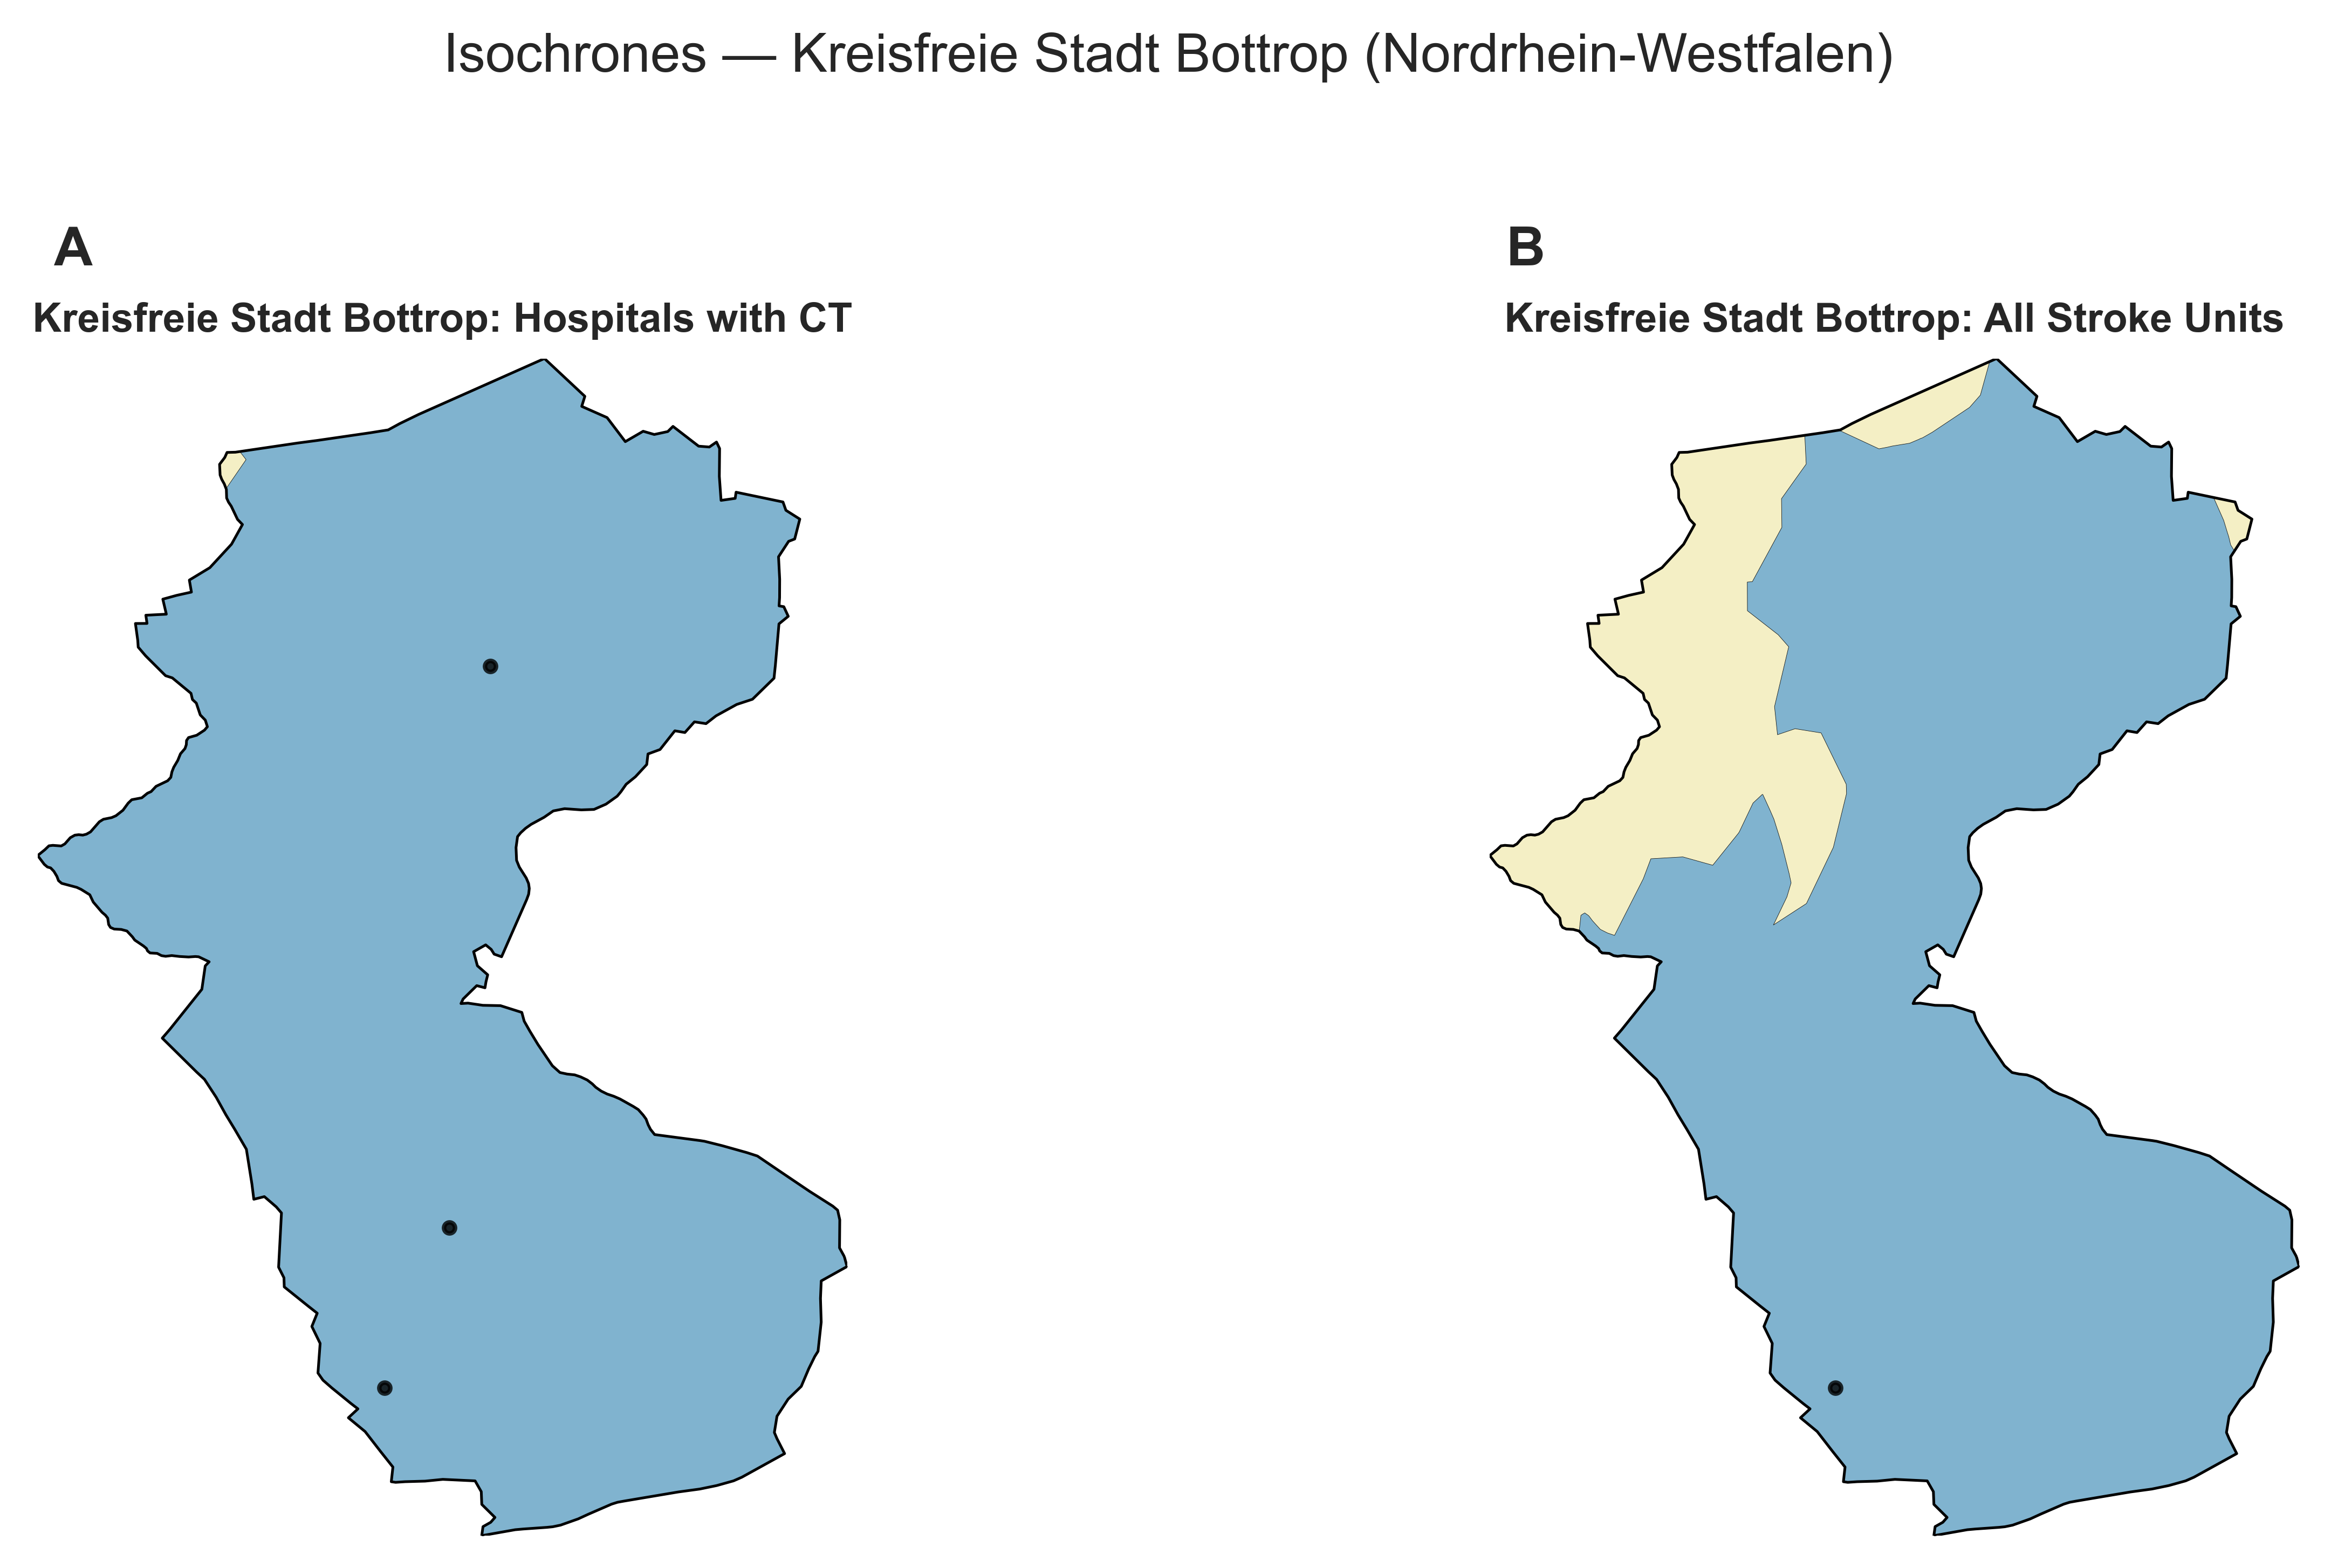 Isochrones — Kreisfreie Stadt Bottrop (Nordrhein-Westfalen)
A
Kreisfreie Stadt Bottrop: Hospitals with CT
B
Kreisfreie Stadt Bottrop: All Stroke Units